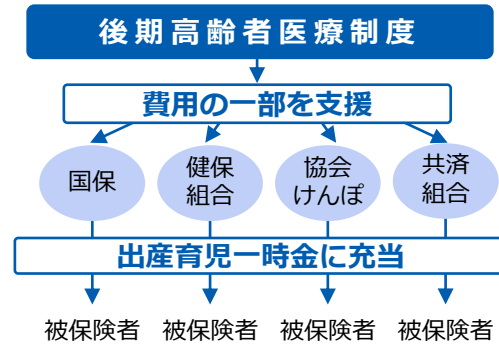 後期高齢者医療制度
費用の一部を支援
国保
健保
組合
協会
けんぽ
共済
組合
出産育児一時金に充当
被保険者 被保険者 被保険者 被保険者